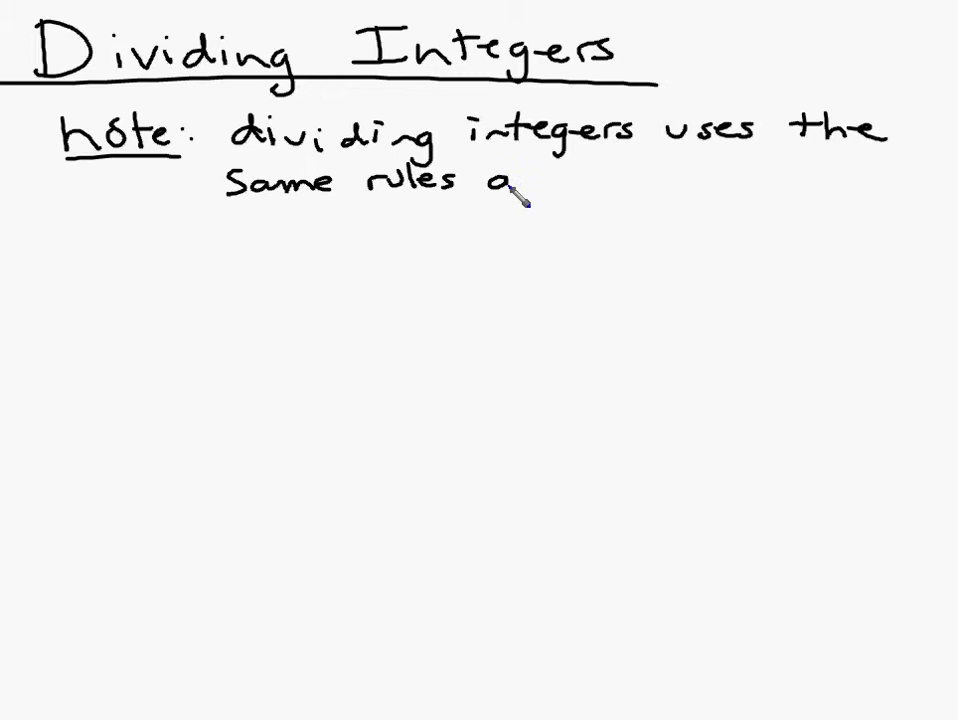 Dividing Integers
note: dividing integers uses the
same rules a